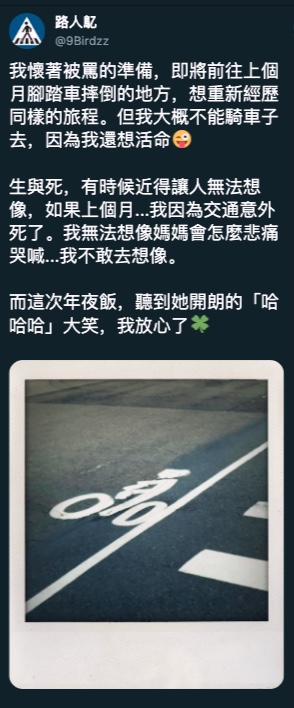 路人髜
@9Birdzz
我懷著被罵的準備，即將前往上個
月腳踏車摔倒的地方，想重新經歷
同樣的旅程。但我大概不能騎車子
去，因為我還想活命😜
生與死，有時候近得讓人無法想
像，如果上個月...我因為交通意外
死了。我無法想像媽媽會怎麼悲痛
哭喊...我不敢去想像。
而這次年夜飯，聽到她開朗的「哈
哈哈」大笑，我放心了🍀